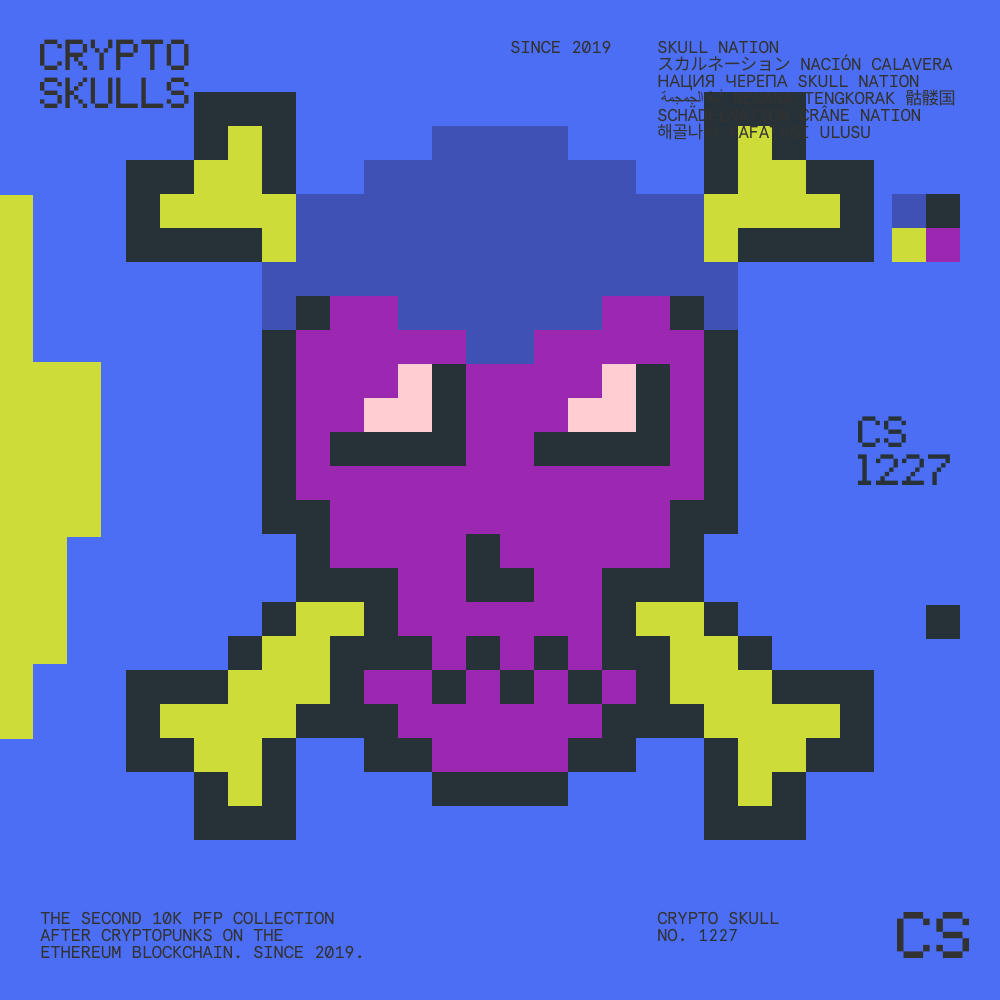 CRYPTO
SKULLS
SINCE 2019
SKULL NATION
スカルネーション NACIÓN CALAVERA
НАЦИЯ ЧЕРЕПА SKULL NATION
TENGKORAK 骷髅国
CRÂNE NATION
해골 ULUSU
CS
1227
THE SECOND 10K PFP COLLECTION
AFTER CRYPTOPUNKS ON THE
ETHEREUM BLOCKCHAIN. SINCE 2019.
CRYPTO SKULL
NO. 1227
CS